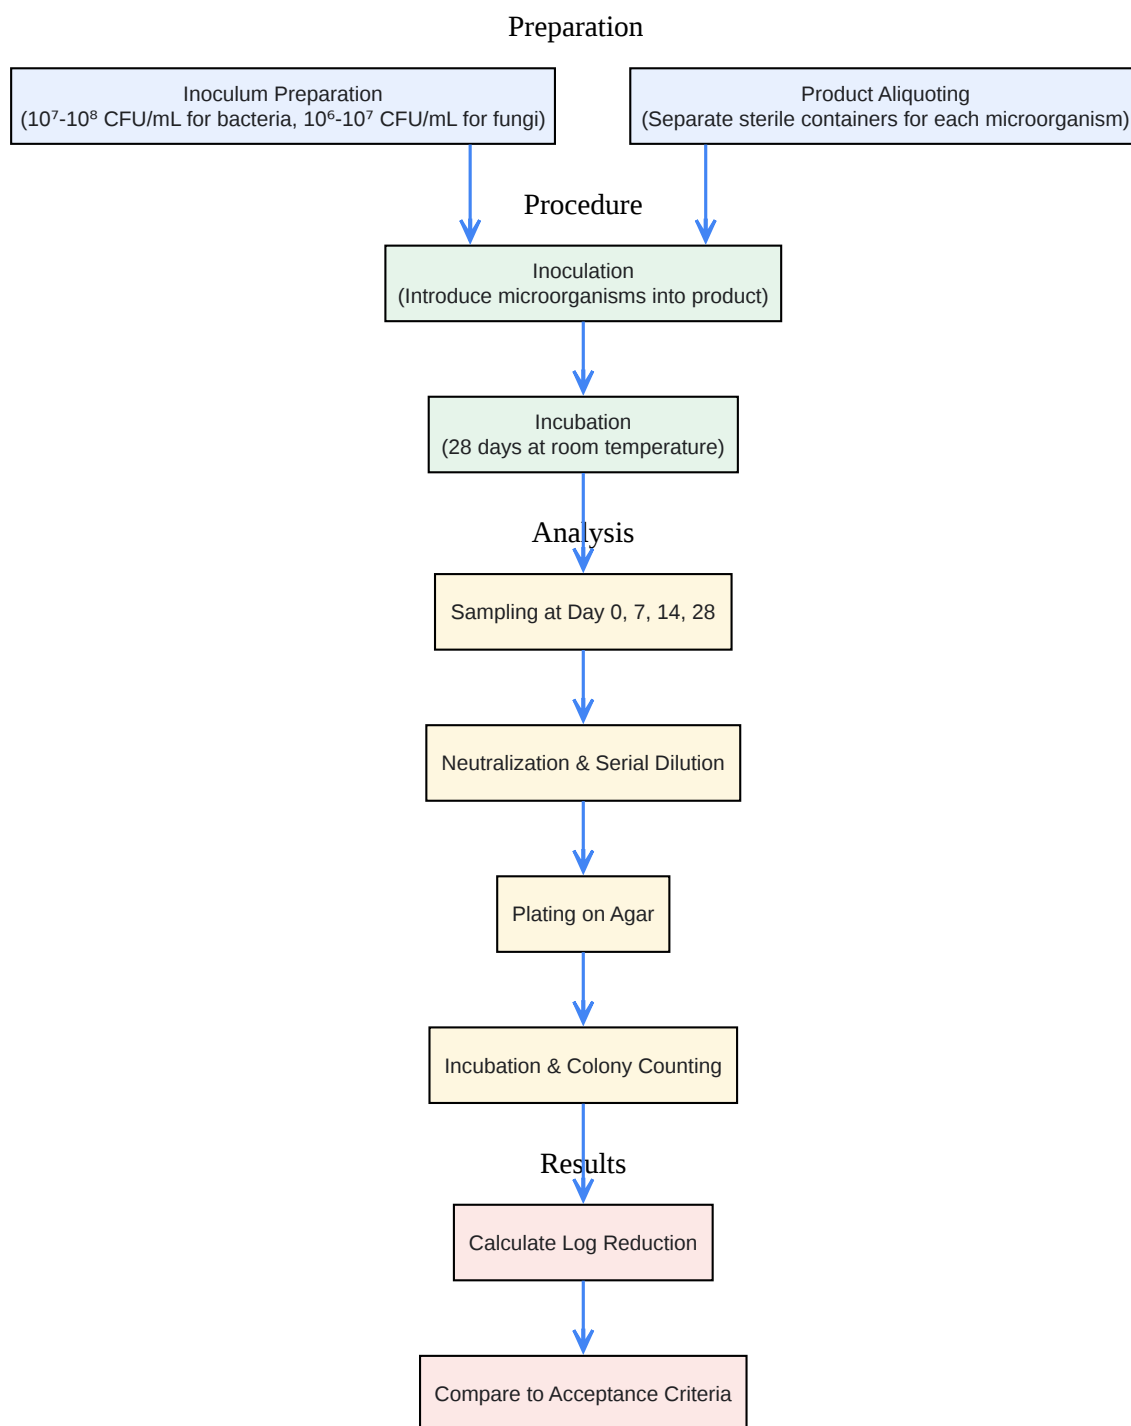 Preparation
Inoculum Preparation
(10⁷-10⁸ CFU/mL for bacteria, 10⁶-10⁷ CFU/mL for fungi)
Product Aliquoting
(Separate sterile containers for each microorganism)
Procedure
Inoculation
(Introduce microorganisms into product)
Incubation
(28 days at room temperature)
Analysis
Sampling at Day 0, 7, 14, 28
Neutralization & Serial Dilution
Plating on Agar
Incubation & Colony Counting
Results
Calculate Log Reduction
Compare to Acceptance Criteria